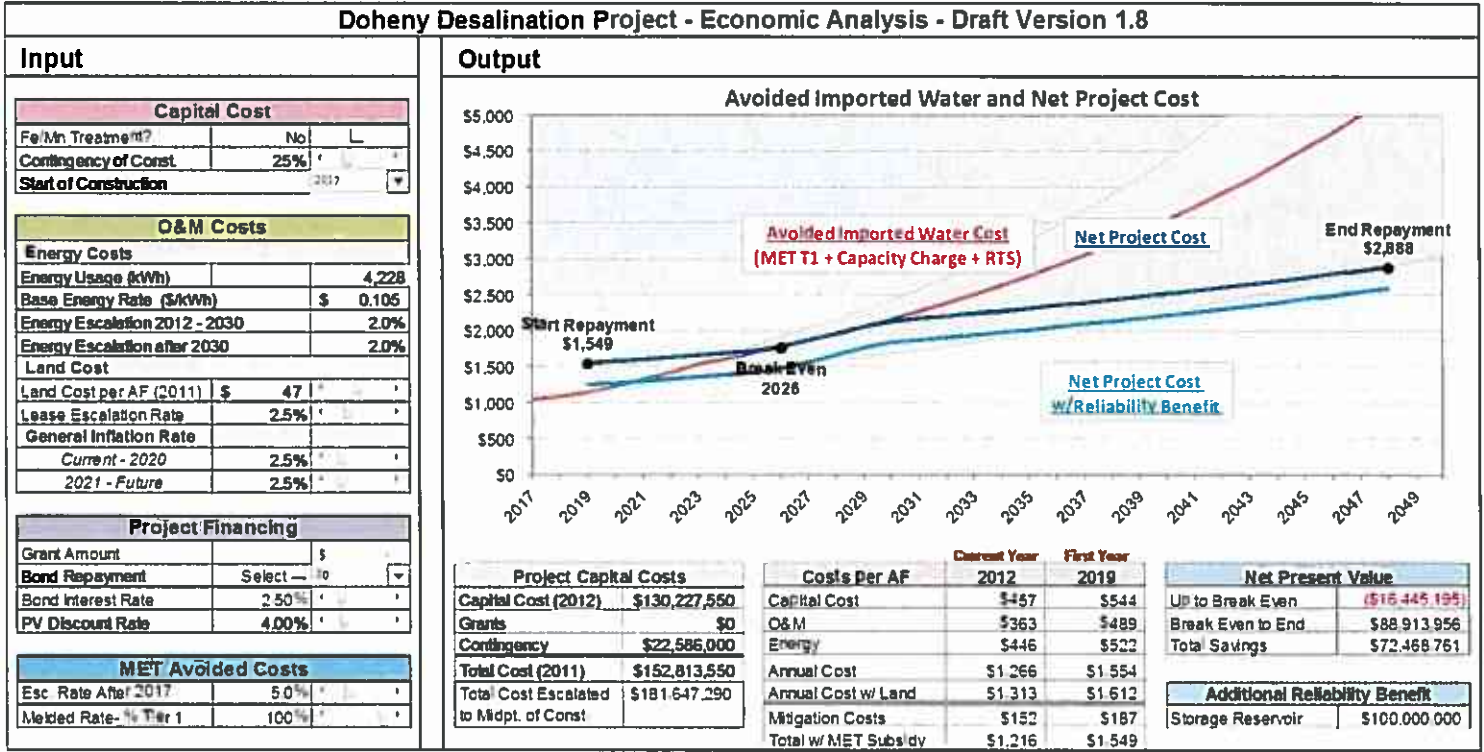 Doheny Desalination Project - Economic Analysis - Draft Version 1.8
Input
Capital Cost
Fe/Mn Treatment? No
Contingency of Const. 25%
Start of Construction 2017
O&M Costs
Energy Costs
Energy Usage (kWh) 4,228
Base Energy Rate ($/kWh) $ 0.105
Energy Escalation 2012 - 2030 2.0%
Energy Escalation after 2030 2.0%
Land Cost
Land Cost per AF (2011) $ 47
Lease Escalation Rate 2.5%
General Inflation Rate
Current - 2020 2.5%
2021 - Future 2.5%
Project Financing
Grant Amount $
Bond Repayment Select —
Bond Interest Rate 2.50%
PV Discount Rate 4.00%
MET Avoided Costs
Esc. Rate After 2017 5.0%
Melded Rate- % Tier 1 100%
Output
Avoided Imported Water and Net Project Cost
$5,000
$4,500
$4,000
$3,500
$3,000
$2,500
$2,000
$1,500
$1,000
$500
$0
Avoided Imported Water Cost
(MET T1 + Capacity Charge + RTS)
Net Project Cost
End Repayment
$2,888
Start Repayment
$1,549
Break Even
2026
Net Project Cost
w/Reliability Benefit
2017 2019 2021 2023 2025 2027 2029 2031 2033 2035 2037 2039 2041 2043 2045 2047 2049
Project Capital Costs
Capital Cost (2012) $130,227,550
Grants $0
Contingency $22,586,000
Total Cost (2011) $152,813,550
Total Cost Escalated $181,647,290
to Midpt. of Const
Current Year First Year
Costs per AF 2012 2019
Capital Cost $457 $544
O&M $363 $489
Energy $446 $522
Annual Cost $1,266 $1,554
Annual Cost w/ Land $1,313 $1,612
Mitigation Costs $152 $187
Total w/ MET Subsidy $1,216 $1,549
Net Present Value
Up to Break Even ($16,445,195)
Break Even to End $88,913,956
Total Savings $72,468,761
Additional Reliability Benefit
Storage Reservoir $100,000,000